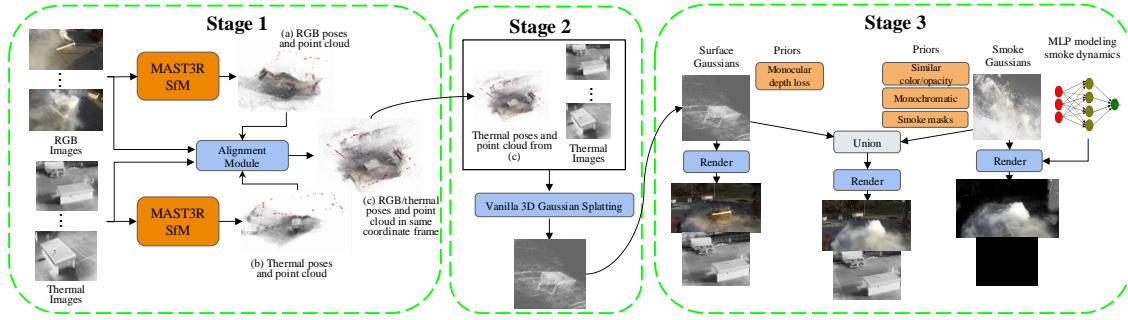 Stage 1
(a) RGB poses
and point cloud
MAST3R
SfM
RGB
Images
Alignment
Module
MAST3R
SfM
Thermal
Images
(b) Thermal poses
and point cloud
(c) RGB/thermal
poses and point
cloud in same
coordinate frame
Stage 2
Thermal poses and
point cloud from
(c)
Thermal
Images
Vanilla 3D Gaussian Splatting
Stage 3
Surface
Gaussians
Priors
Monocular
depth loss
Priors
Similar
color/opacity
Monochromatic
Smoke masks
Smoke
Gaussians
MLP modeling
smoke dynamics
Union
Render
Render
Render